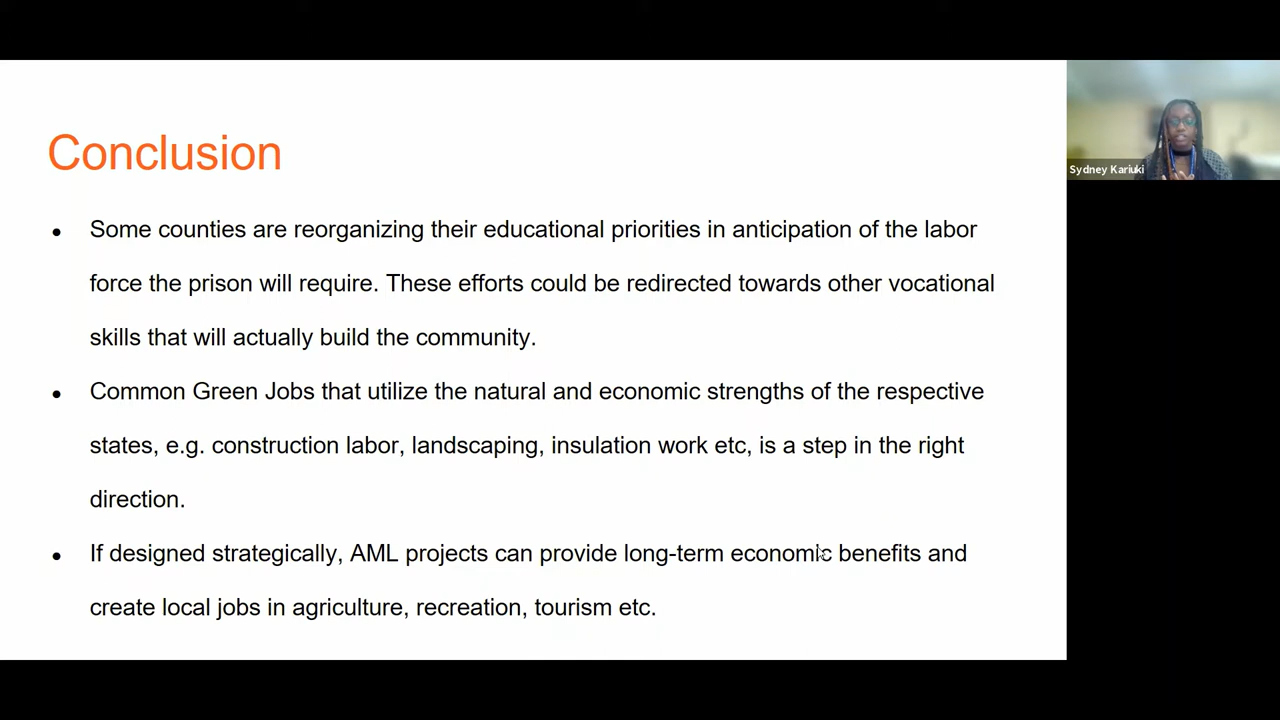 Conclusion
Sydney Kariuki
● Some counties are reorganizing their educational priorities in anticipation of the labor
force the prison will require. These efforts could be redirected towards other vocational
skills that will actually build the community.
● Common Green Jobs that utilize the natural and economic strengths of the respective
states, e.g. construction labor, landscaping, insulation work etc, is a step in the right
direction.
● If designed strategically, AML projects can provide long-term economic benefits and
create local jobs in agriculture, recreation, tourism etc.